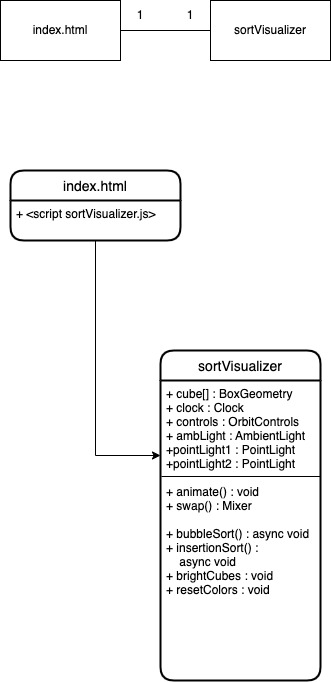 index.html
1
1
sortVisualizer
index.html
+ <script sortVisualizer.js>
sortVisualizer
+ cube[] : BoxGeometry
+ clock : Clock
+ controls : OrbitControls
+ ambLight : AmbientLight
+pointLight1 : PointLight
+pointLight2 : PointLight
+ animate() : void
+ swap() : Mixer
+ bubbleSort() : async void
+ insertionSort() :
async void
+ brightCubes : void
+ resetColors : void